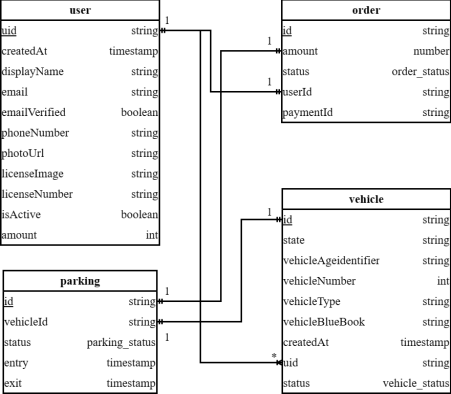 user
uid string
createdAt timestamp
displayName string
email string
emailVerified boolean
phoneNumber string
photoUrl string
licenseImage string
licenseNumber string
isActive boolean
amount int
1
order
id string
1
amount number
status order_status
1
userId string
paymentId string
parking
id string
1
vehicleId string
1
status parking_status
entry timestamp
exit timestamp
vehicle
1
id string
state string
vehicleAgeidentifier string
vehicleNumber int
vehicleType string
vehicleBlueBook string
createdAt timestamp
*
uid string
status vehicle_status